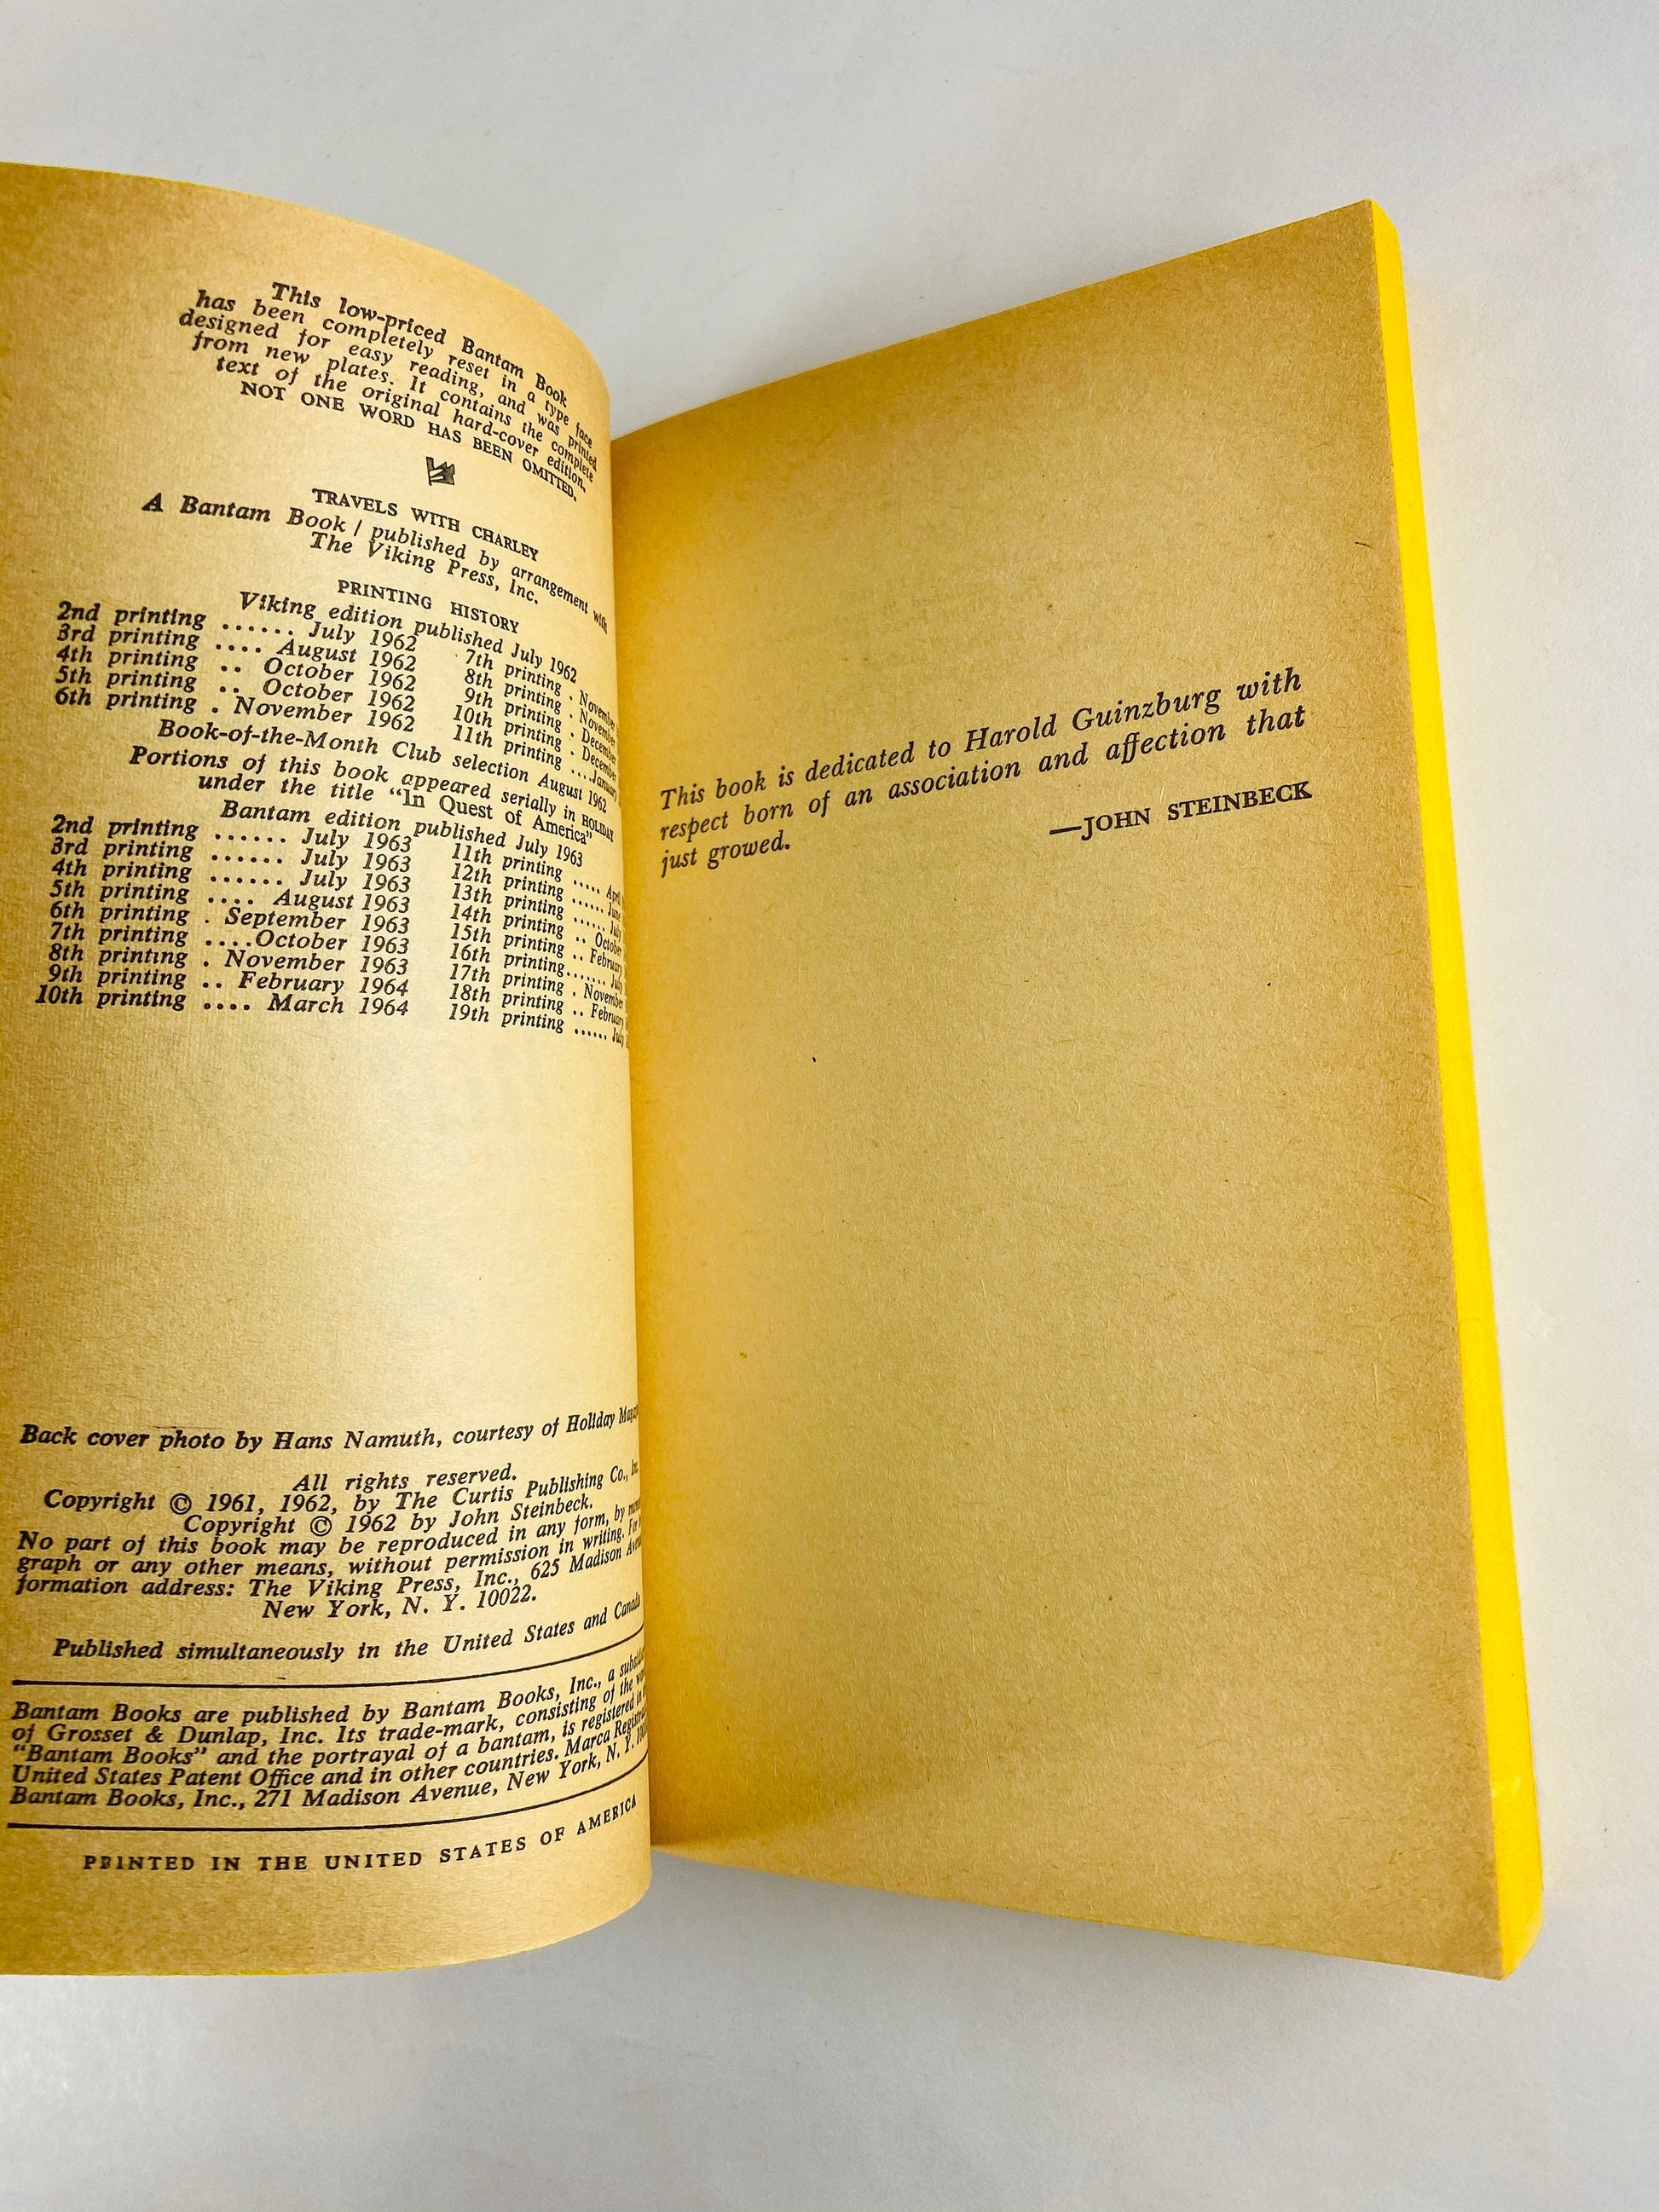 This low-priced Bantam Book
has been completely reset in a type face
designed for easy reading, and was printed
from new plates. It contains the complete
text of the original hard-cover edition.
NOT ONE WORD HAS BEEN OMITTED.
TRAVELS WITH CHARLEY
A Bantam Book / published by arrangement with
The Viking Press, Inc.
PRINTING HISTORY
Viking edition published July 1962
2nd printing ...... July 1962
3rd printing .... August 1962
4th printing .. October 1962
5th printing .. October 1962
6th printing . November 1962
7th printing . November
8th printing . November
9th printing . December
10th printing . December
11th printing ....January
Book-of-the-Month Club selection August 1962
Portions of this book appeared serially in HOLIDAY
under the title "In Quest of America"
Bantam edition published July 1963
2nd printing ...... July 1963
3rd printing ...... July 1963
4th printing ...... July 1963
5th printing .... August 1963
6th printing . September 1963
7th printing ....October 1963
8th printing . November 1963
9th printing .. February 1964
10th printing .... March 1964
11th printing ..... April
12th printing ...... June
13th printing ...... July
14th printing .. October
15th printing .. February
16th printing....... July
17th printing . November
18th printing .. February
19th printing ...... July
Back cover photo by Hans Namuth, courtesy of Holiday
All rights reserved.
Copyright © 1961, 1962, by The Curtis Publishing Co., Inc.
Copyright © 1962 by John Steinbeck.
No part of this book may be reproduced in any form, by
graph or any other means, without permission in writing. For
formation address: The Viking Press, Inc., 625 Madison
New York, N. Y. 10022.
Published simultaneously in the United States and Canada
Bantam Books are published by Bantam Books, Inc., a
of Grosset & Dunlap, Inc. Its trade-mark, consisting of the
"Bantam Books" and the portrayal of a bantam, is registered in
United States Patent Office and in other countries. Marca
Bantam Books, Inc., 271 Madison Avenue, New York, N. Y.
PRINTED IN THE UNITED STATES OF AMERICA
This book is dedicated to Harold Guinzburg with
respect born of an association and affection that
just growed.
—JOHN STEINBECK